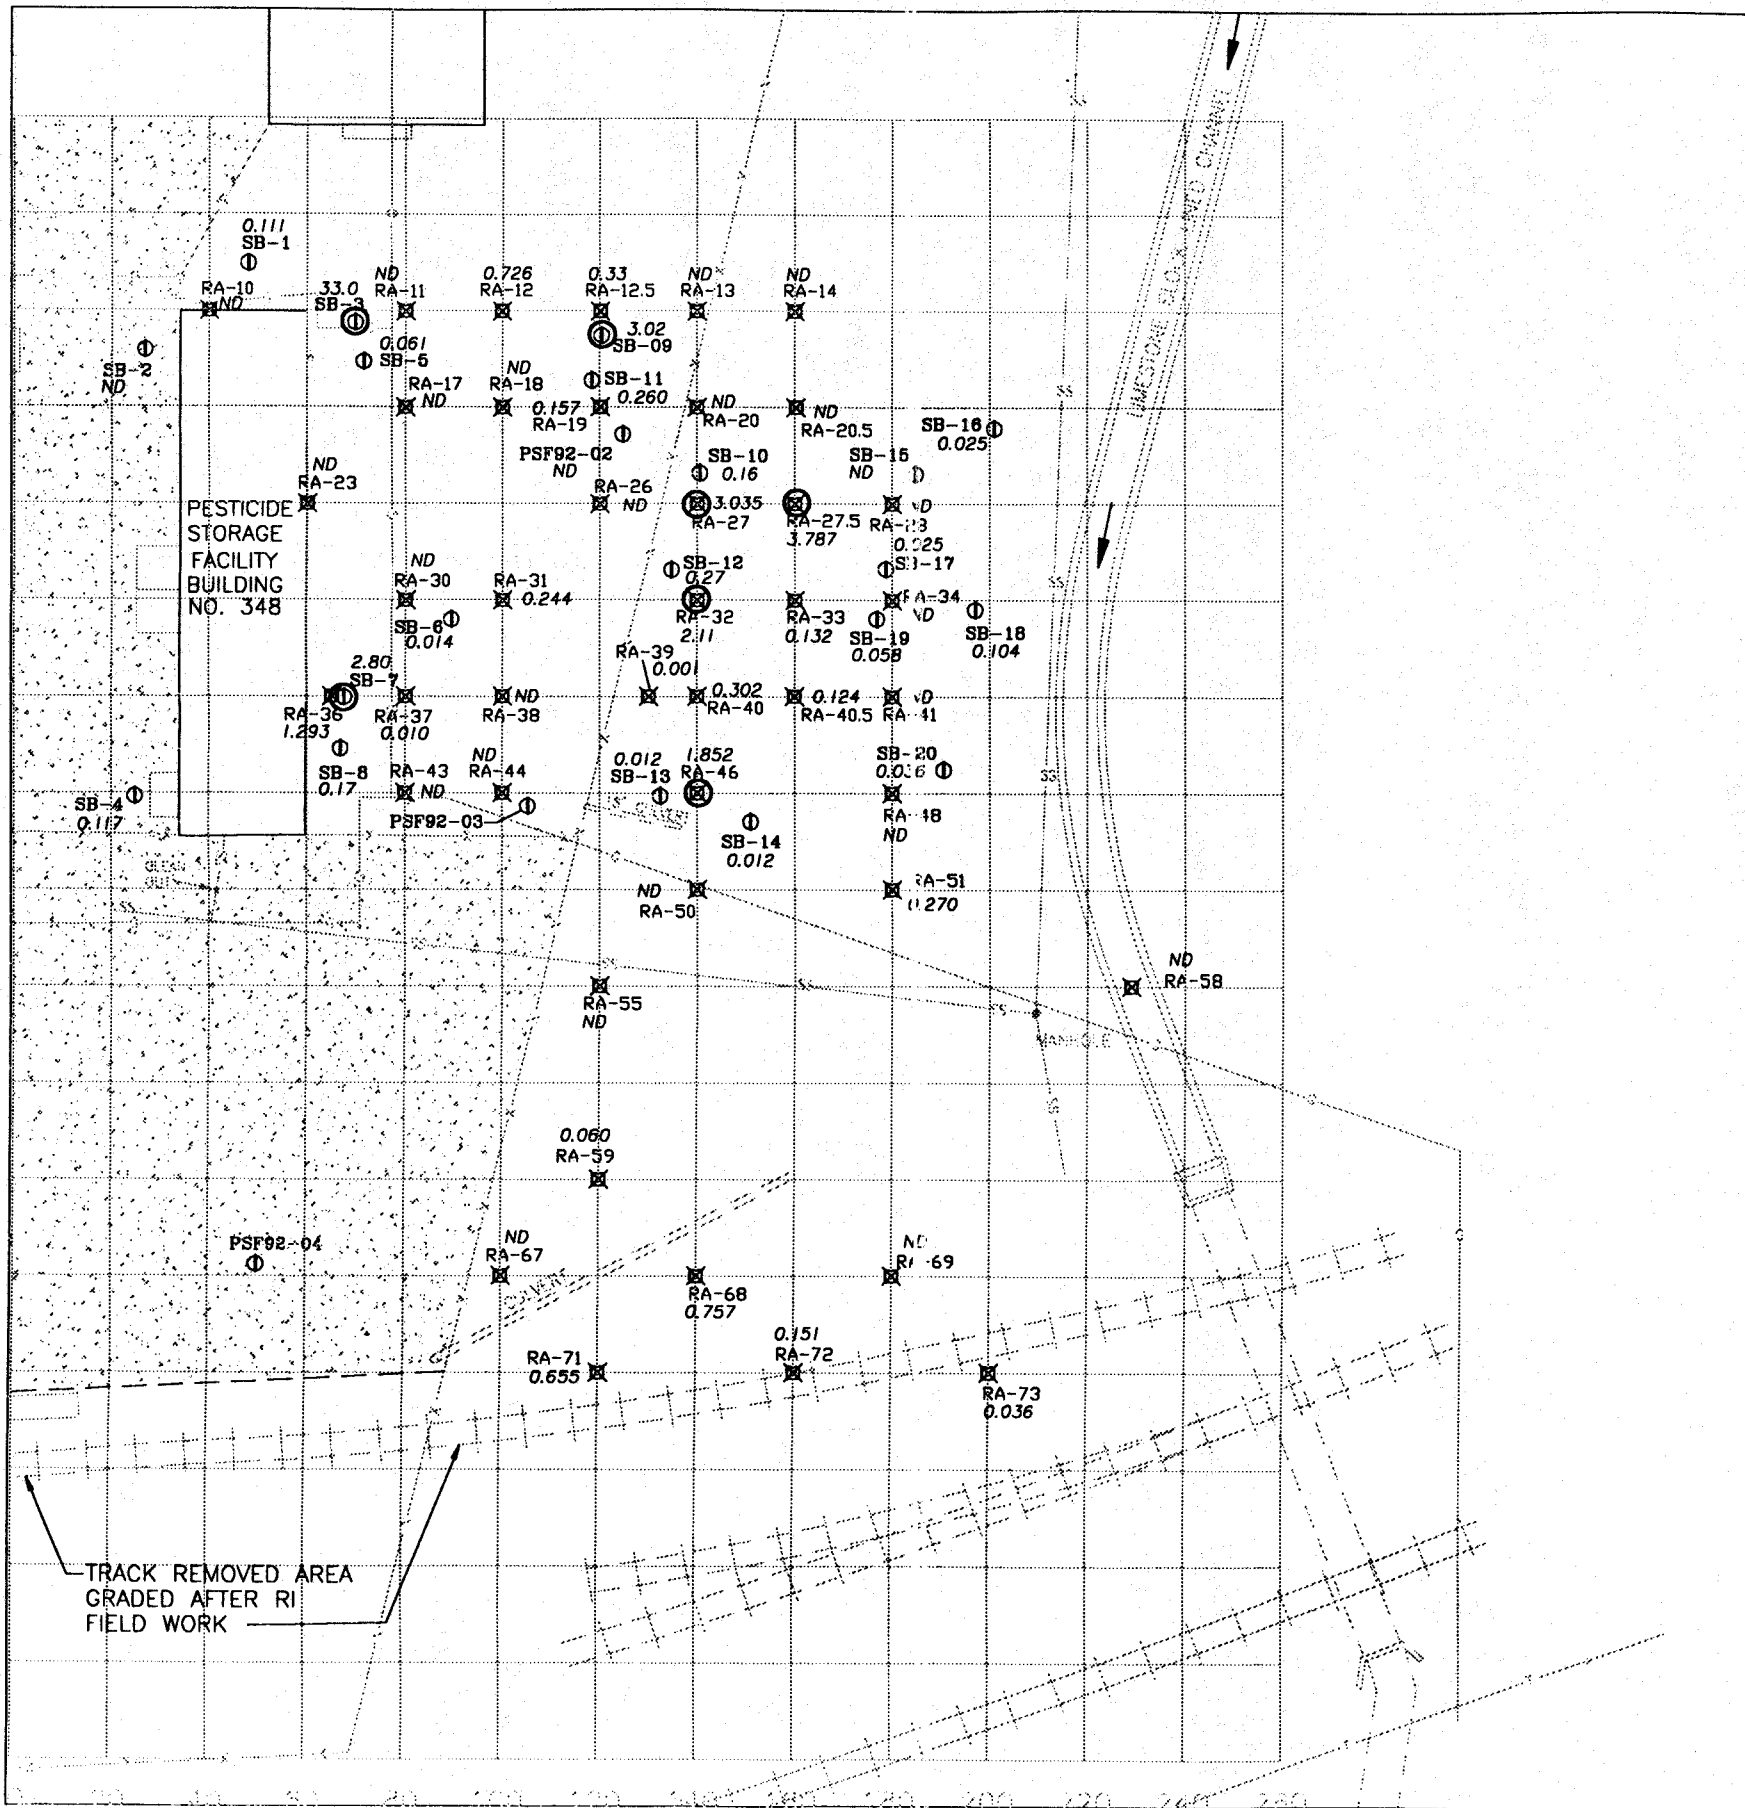 0.111
SB-1
RA-10
ND
33.0
SB-3
ND
RA-11
0.726
RA-12
0.33
RA-12.5
ND
RA-13
ND
RA-14
3.02
SB-09
0.061
SB-5
SB-2
ND
RA-17
ND
ND
RA-18
SB-11
0.260
0.157
RA-19
ND
RA-20
ND
RA-20.5
SB-16
0.025
PSF92-02
ND
SB-10
0.16
SB-15
ND
ND
RA-23
RA-26
ND
3.035
RA-27
RA-27.5
3.787
PESTICIDE
STORAGE
FACILITY
BUILDING
NO. 348
ND
RA-30
RA-31
0.244
SB-12
0.27
SB-6
0.014
RA-32
2.11
RA-33
0.132
RA-34
ND
SB-19
0.058
SB-18
0.104
RA-39
0.001
2.80
SB-7
RA-36
1.293
RA-37
0.010
ND
RA-38
0.302
RA-40
0.124
RA-40.5
SB-8
0.17
RA-43
ND
ND
RA-44
0.012
SB-13
1.852
RA-46
SB-20
SB-4
0.117
PSF92-03
SB-14
0.012
ND
ND
RA-50
RA-55
ND
MANHOLE
ND
RA-58
LIMESTONE BLOCK LINED CHANNEL
0.060
RA-59
PSF92-04
ND
RA-67
CULVERT
RA-68
0.757
RA-71
0.655
0.151
RA-72
RA-73
0.036
TRACK REMOVED AREA
GRADED AFTER RI
FIELD WORK